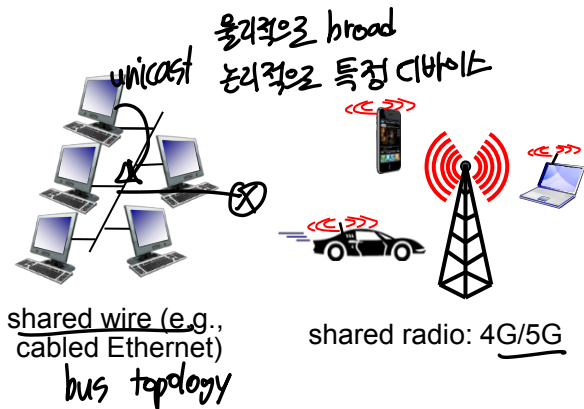 물리적으로 broad
unicast 논리적으로 특정 디바이스
shared wire (e.g.,
cabled Ethernet)
bus topology
shared radio: 4G/5G